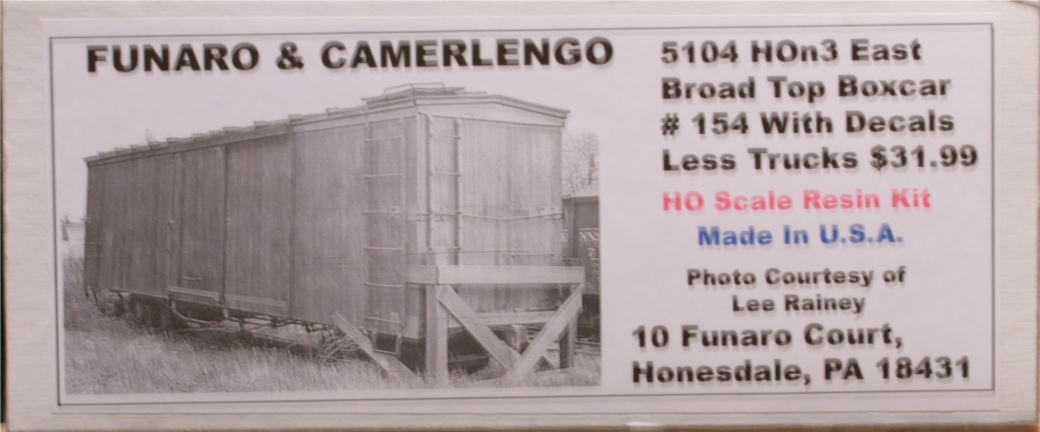 FUNARO & CAMERLENGO
5104 HOn3 East
Broad Top Boxcar
# 154 With Decals
Less Trucks $31.99
HO Scale Resin Kit
Made In U.S.A.
Photo Courtesy of
Lee Rainey
10 Funaro Court,
Honesdale, PA 18431